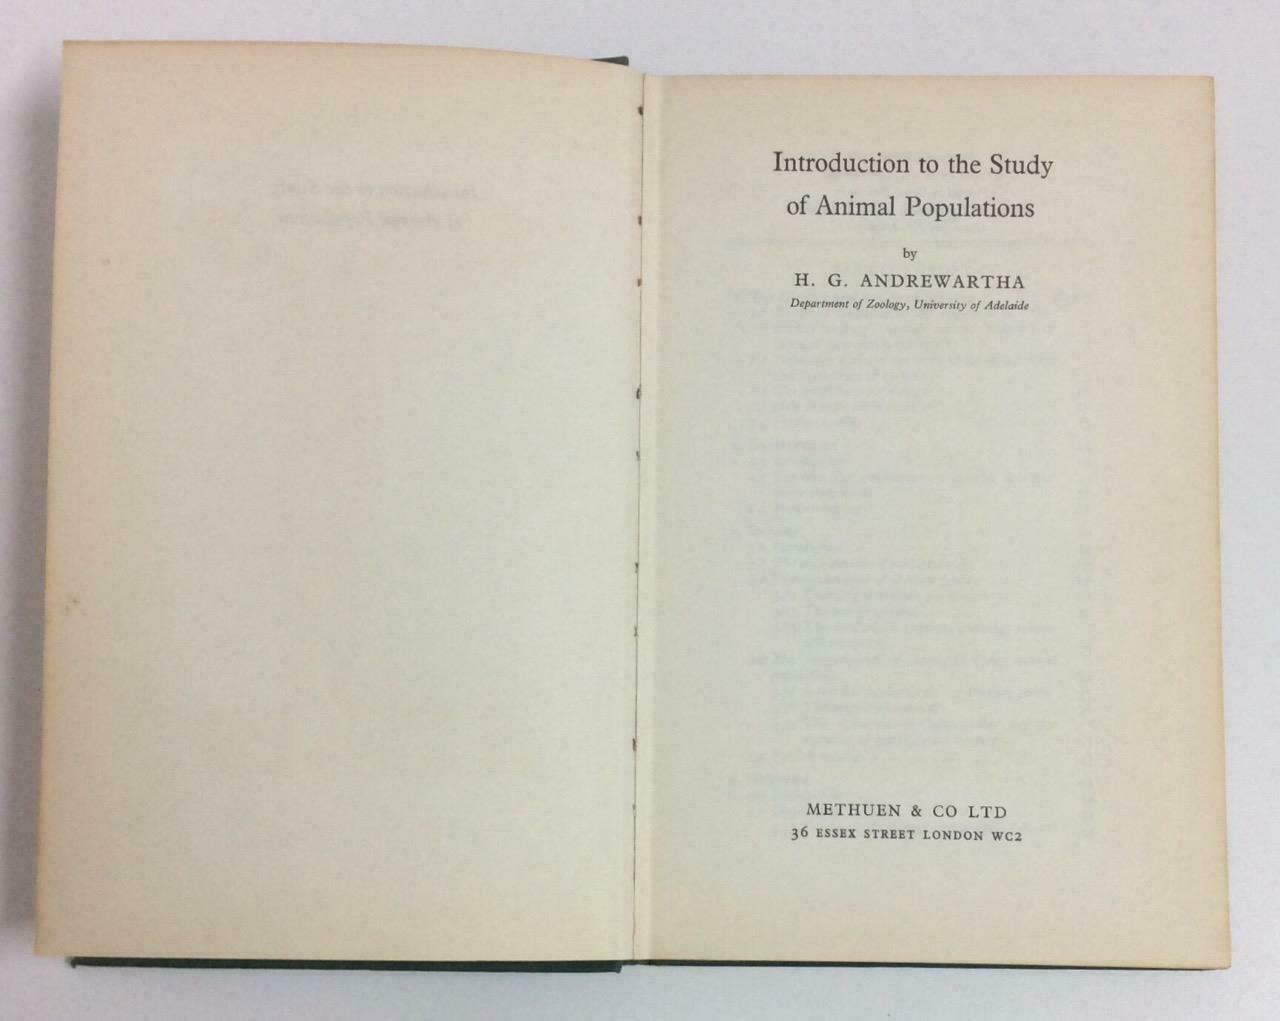 Introduction to the Study
of Animal Populations
by
H. G. ANDREWARTHA
Department of Zoology, University of Adelaide
METHUEN & CO LTD
36 ESSEX STREET LONDON WC2